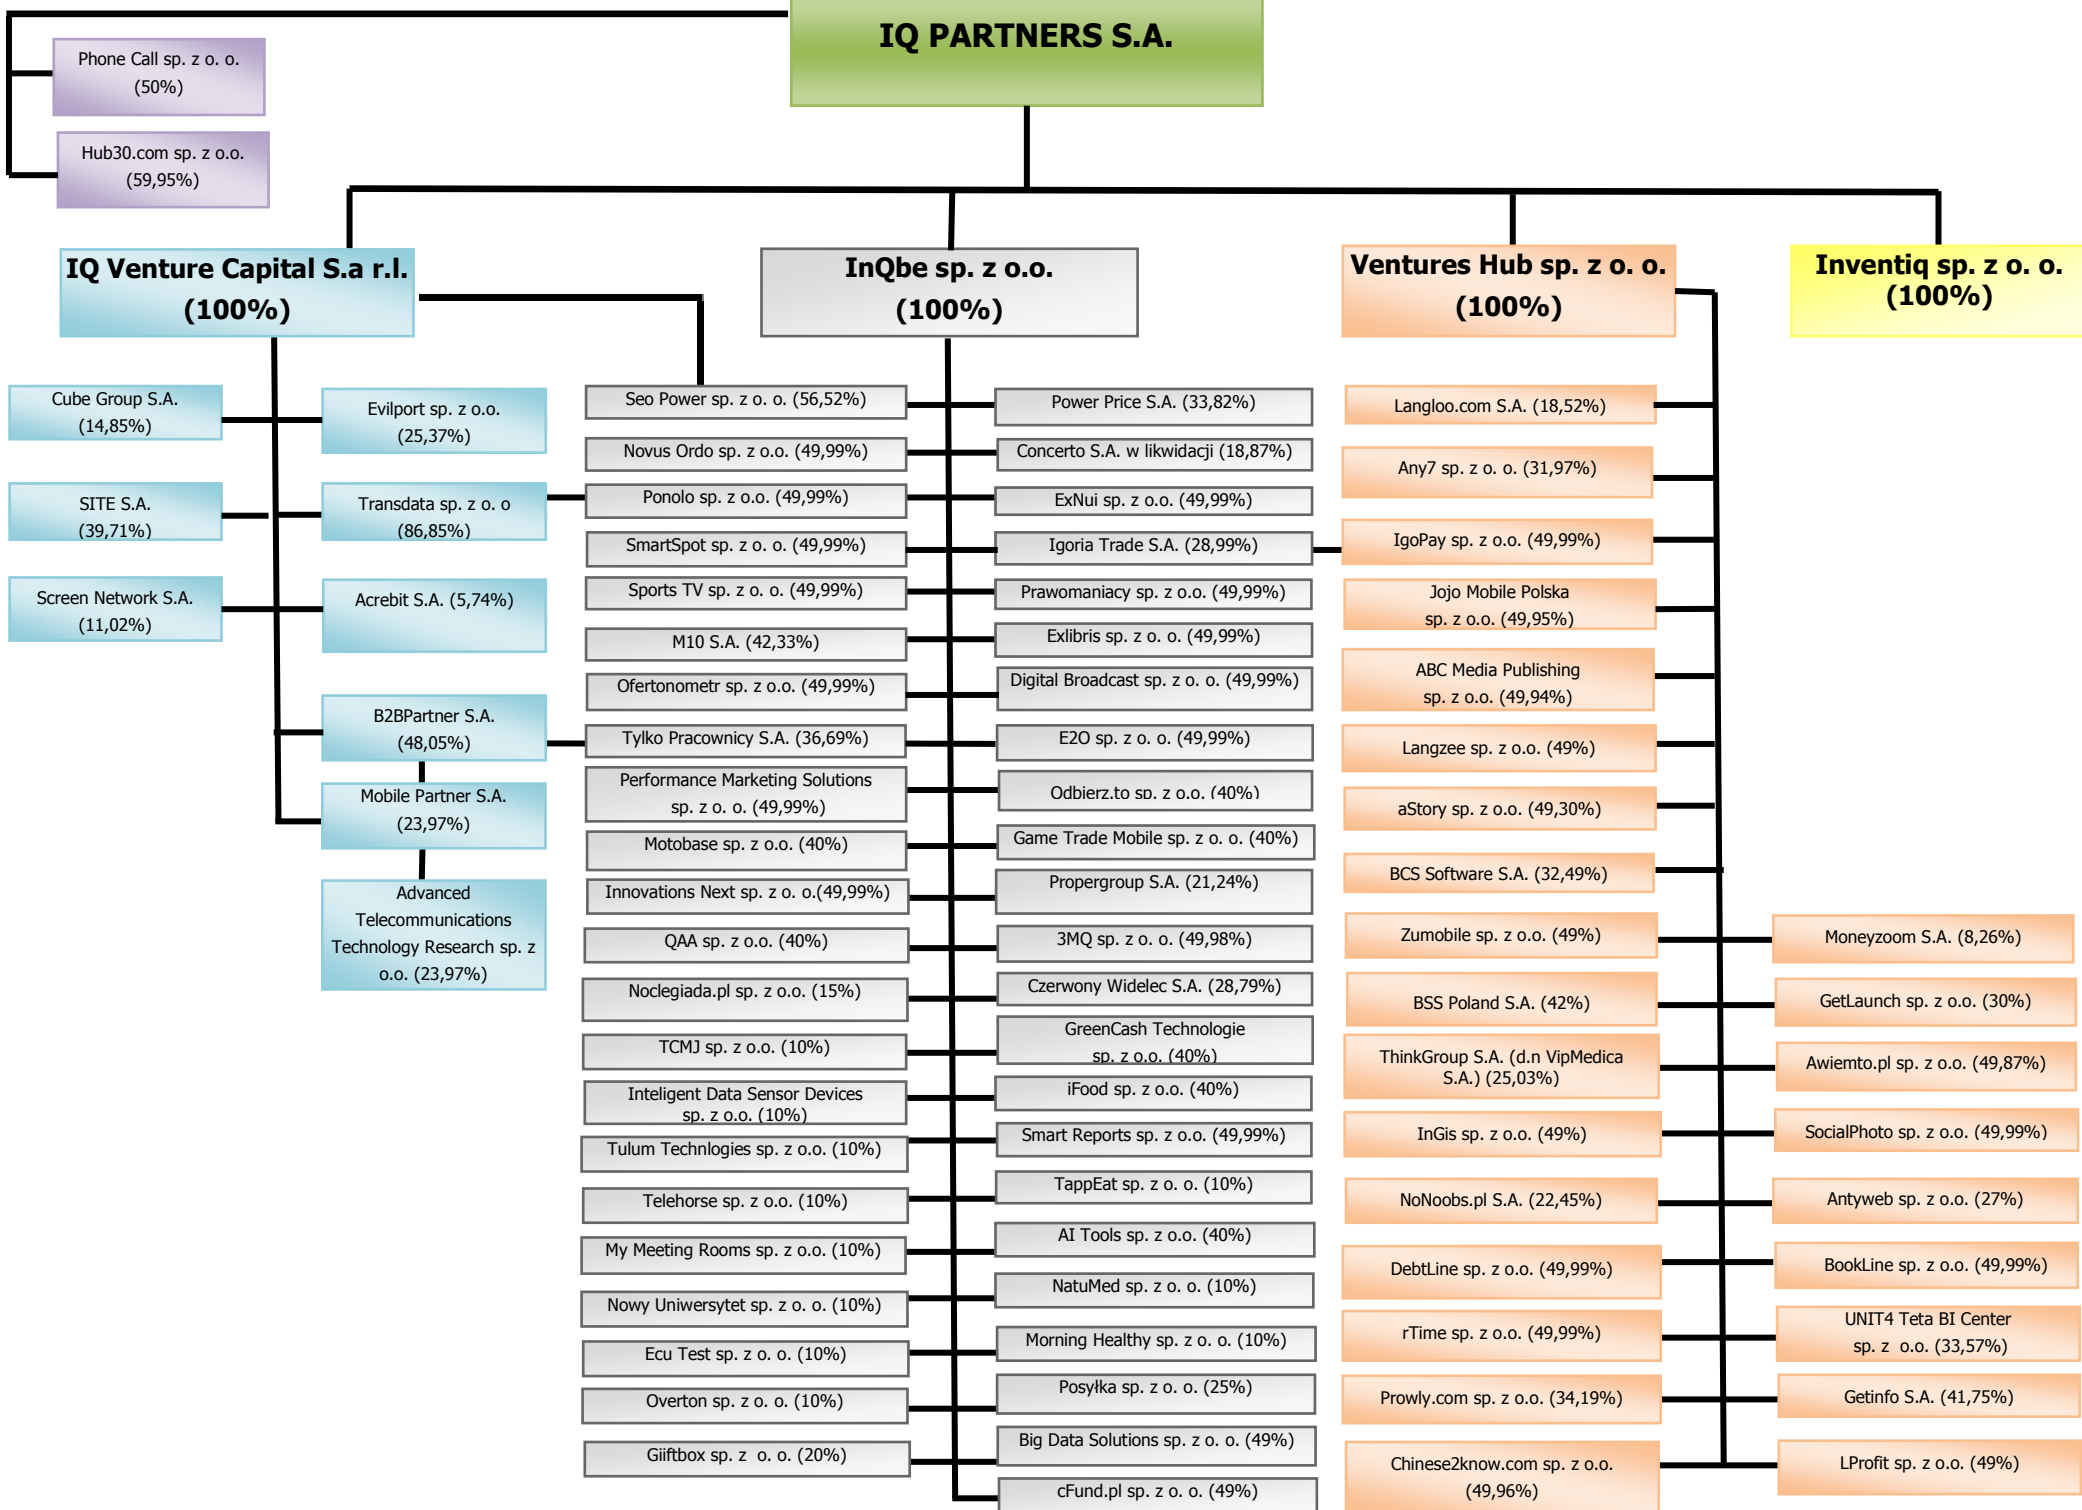 IQ PARTNERS S.A.
Phone Call sp. z o. o.
(50%)
Hub30.com sp. z o.o.
(59,95%)
IQ Venture Capital S.a r.l.
(100%)
InQbe sp. z o.o.
(100%)
Ventures Hub sp. z o. o.
(100%)
Inventiq sp. z o. o.
(100%)
Cube Group S.A.
(14,85%)
Evilport sp. z o.o.
(25,37%)
SITE S.A.
(39,71%)
Transdata sp. z o. o
(86,85%)
Screen Network S.A.
(11,02%)
Acrebit S.A. (5,74%)
B2BPartner S.A.
(48,05%)
Mobile Partner S.A.
(23,97%)
Advanced
Telecommunications
Technology Research sp. z
o.o. (23,97%)
Seo Power sp. z o. o. (56,52%)
Novus Ordo sp. z o.o. (49,99%)
Ponolo sp. z o.o. (49,99%)
SmartSpot sp. z o. o. (49,99%)
Sports TV sp. z o. o. (49,99%)
M10 S.A. (42,33%)
Ofertonometr sp. z o.o. (49,99%)
Tylko Pracownicy S.A. (36,69%)
Performance Marketing Solutions
sp. z o. o. (49,99%)
Motobase sp. z o.o. (40%)
Innovations Next sp. z o. o.(49,99%)
QAA sp. z o.o. (40%)
Noclegiada.pl sp. z o.o. (15%)
TCMJ sp. z o.o. (10%)
Inteligent Data Sensor Devices
sp. z o.o. (10%)
Tulum Technlogies sp. z o.o. (10%)
Telehorse sp. z o.o. (10%)
My Meeting Rooms sp. z o.o. (10%)
Nowy Uniwersytet sp. z o. o. (10%)
Ecu Test sp. z o. o. (10%)
Overton sp. z o. o. (10%)
Giiftbox sp. z  o. o. (20%)
Power Price S.A. (33,82%)
Concerto S.A. w likwidacji (18,87%)
ExNui sp. z o.o. (49,99%)
Igoria Trade S.A. (28,99%)
Prawomaniacy sp. z o.o. (49,99%)
Exlibris sp. z o. o. (49,99%)
Digital Broadcast sp. z o. o. (49,99%)
E2O sp. z o. o. (49,99%)
Odbierz.to sp. z o.o. (40%)
Game Trade Mobile sp. z o. o. (40%)
Propergroup S.A. (21,24%)
3MQ sp. z o. o. (49,98%)
Czerwony Widelec S.A. (28,79%)
GreenCash Technologie
sp. z o.o. (40%)
iFood sp. z o.o. (40%)
Smart Reports sp. z o.o. (49,99%)
TappEat sp. z o. o. (10%)
AI Tools sp. z o.o. (40%)
NatuMed sp. z o. o. (10%)
Morning Healthy sp. z o. o. (10%)
Posyłka sp. z o. o. (25%)
Big Data Solutions sp. z o. o. (49%)
cFund.pl sp. z o. o. (49%)
Langloo.com S.A. (18,52%)
Any7 sp. z o. o. (31,97%)
IgoPay sp. z o.o. (49,99%)
Jojo Mobile Polska
sp. z o.o. (49,95%)
ABC Media Publishing
sp. z o.o. (49,94%)
Langzee sp. z o.o. (49%)
aStory sp. z o.o. (49,30%)
BCS Software S.A. (32,49%)
Zumobile sp. z o.o. (49%)
BSS Poland S.A. (42%)
ThinkGroup S.A. (d.n VipMedica
S.A.) (25,03%)
InGis sp. z o.o. (49%)
NoNoobs.pl S.A. (22,45%)
DebtLine sp. z o.o. (49,99%)
rTime sp. z o.o. (49,99%)
Prowly.com sp. z o.o. (34,19%)
Chinese2know.com sp. z o.o.
(49,96%)
Moneyzoom S.A. (8,26%)
GetLaunch sp. z o.o. (30%)
Awiemto.pl sp. z o.o. (49,87%)
SocialPhoto sp. z o.o. (49,99%)
Antyweb sp. z o.o. (27%)
BookLine sp. z o.o. (49,99%)
UNIT4 Teta BI Center
sp. z  o.o. (33,57%)
Getinfo S.A. (41,75%)
LProfit sp. z o.o. (49%)